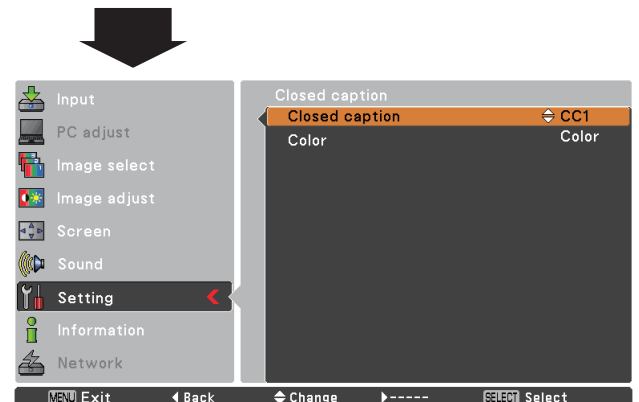 Input
PC adjust
Image select
Image adjust
Screen
Sound
Setting
Information
Network
Closed caption
Closed caption CC1
Color Color
MENU Exit Back Change ----- SELECT Select